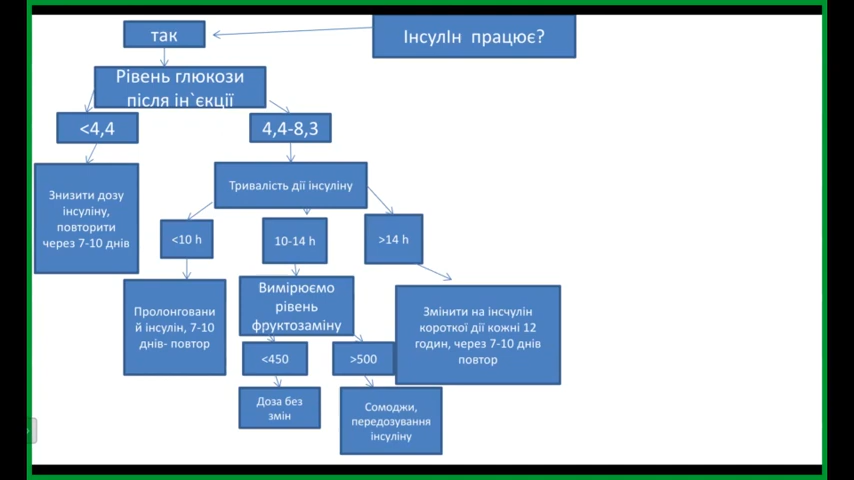 так
ІнсулІн працює?
Рівень глюкози
після ін`єкції
<4,4
4,4-8,3
Знизити дозу
інсуліну,
повторити
через 7-10 днів
Тривалість дії інсуліну
<10 h
10-14 h
>14 h
Пролонговани
й інсулін, 7-10
днів- повтор
Вимірюємо
рівень
фруктозаміну
Змінити на інсчулін
короткої дії кожні 12
годин, через 7-10 днів
повтор
<450
>500
Доза без
змін
Сомоджи,
передозування
інсуліну